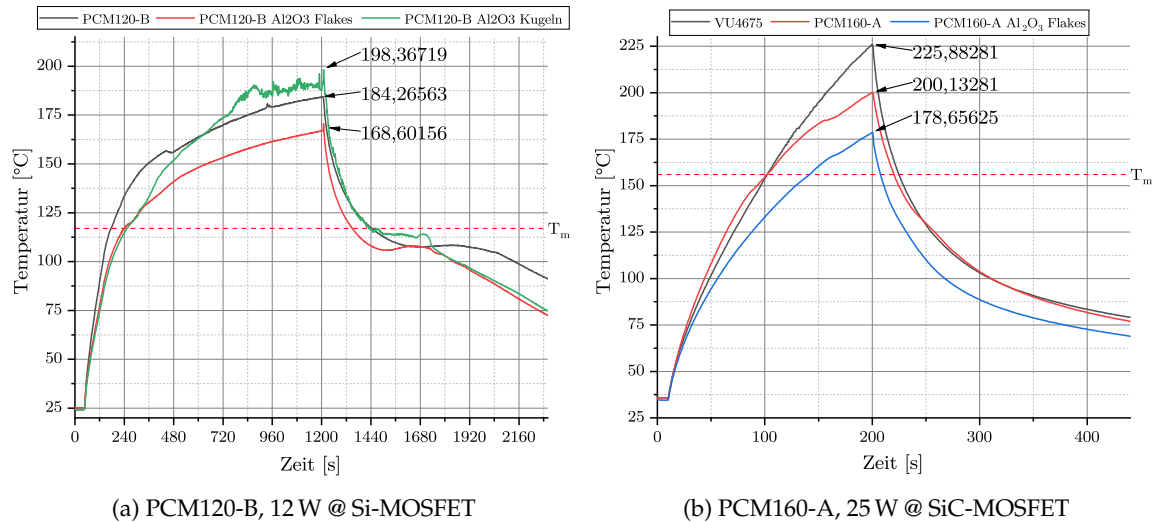 PCM120-B PCM120-B Al2O3 Flakes PCM120-B Al2O3 Kugeln
200
175
150
125
100
75
50
25
Temperatur [°C]
198,36719
184,26563
168,60156
Tm
0 240 480 720 960 1200 1440 1680 1920 2160
Zeit [s]
(a) PCM120-B, 12 W @ Si-MOSFET
VU4675 PCM160-A PCM160-A Al₂O₃ Flakes
225
200
175
150
125
100
75
50
25
Temperatur [°C]
225,88281
200,13281
178,65625
Tm
0 100 200 300 400
Zeit [s]
(b) PCM160-A, 25 W @ SiC-MOSFET